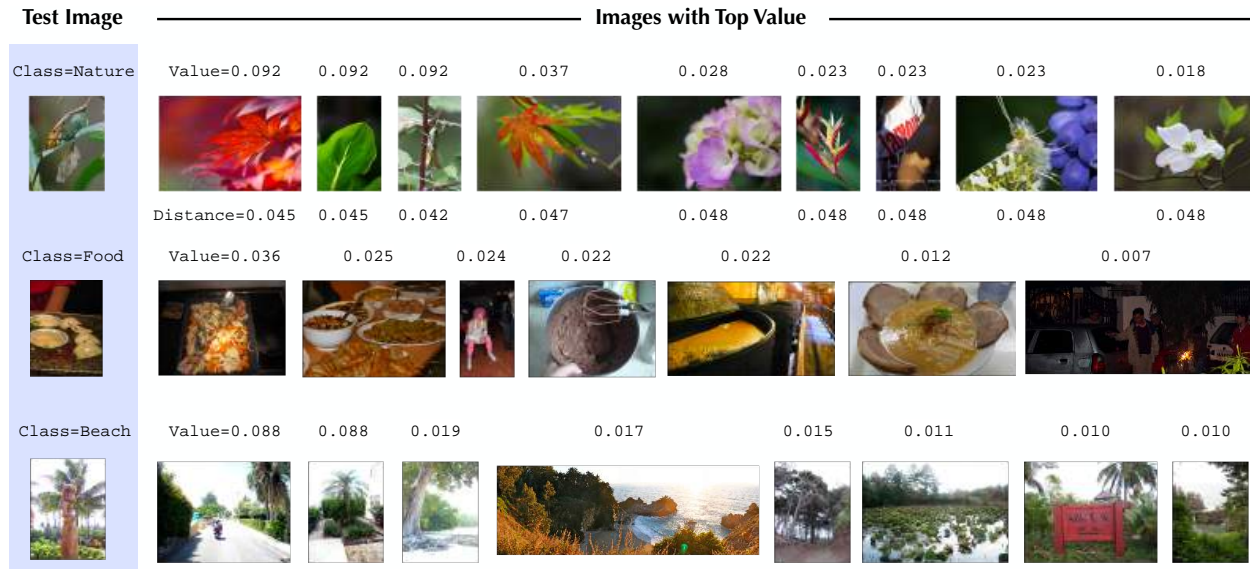 Test Image Images with Top Value
Class=Nature Value=0.092 0.092 0.092 0.037 0.028 0.023 0.023 0.023 0.018
Distance=0.045 0.045 0.042 0.047 0.048 0.048 0.048 0.048 0.048
Class=Food Value=0.036 0.025 0.024 0.022 0.022 0.012 0.007
Class=Beach Value=0.088 0.088 0.019 0.017 0.015 0.011 0.010 0.010